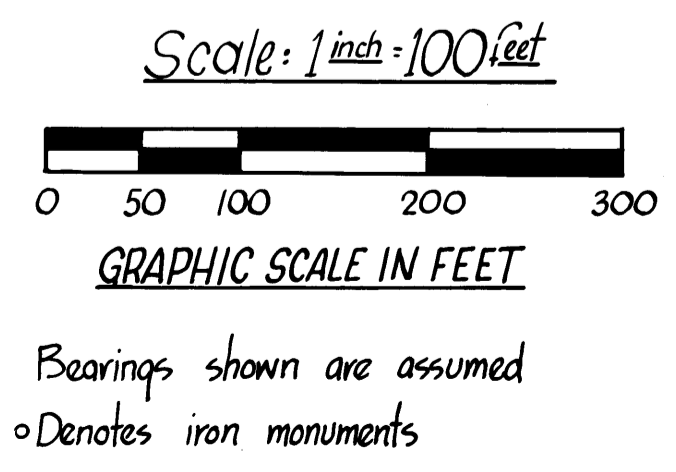 Scale: 1 inch = 100 feet
0 50 100 200 300
GRAPHIC SCALE IN FEET
Bearings shown are assumed
o Denotes iron monuments